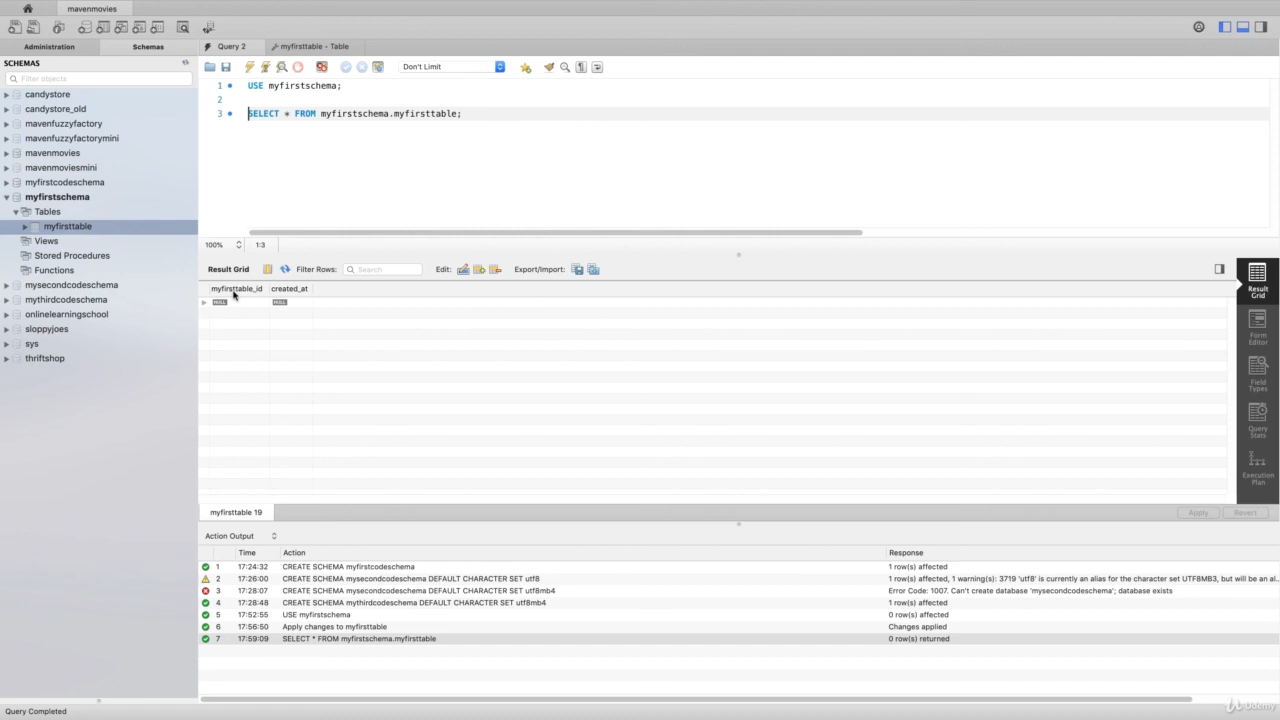 mavenmovies
Administration
Schemas
Query 2
myfirsttable - Table
SCHEMAS
Filter objects
Don't Limit
candystore
candystore_old
mavenfuzzyfactory
mavenfuzzyfactorymini
mavenmovies
mavenmoviesmini
myfirstcodeschema
myfirstschema
Tables
myfirsttable
Views
Stored Procedures
Functions
mysecondcodeschema
mythirdcodeschema
onlinelearningschool
sloppyjoes
sys
thriftshop
1 USE myfirstschema;
2
3 SELECT * FROM myfirstschema.myfirsttable;
100% 1:3
Result Grid Filter Rows: Search Edit: Export/Import:
myfirsttable_id created_at
NULL NULL
Result Grid
Form Editor
Field Types
Query Stats
Execution Plan
myfirsttable 19
Apply Revert
Action Output
Time Action Response
1 17:24:32 CREATE SCHEMA myfirstcodeschema 1 row(s) affected
2 17:26:00 CREATE SCHEMA mysecondcodeschema DEFAULT CHARACTER SET utf8 1 row(s) affected, 1 warning(s): 3719 'utf8' is currently an alias for the character set UTF8MB3, but will be an al...
3 17:28:07 CREATE SCHEMA mysecondcodeschema DEFAULT CHARACTER SET utf8mb4 Error Code: 1007. Can't create database 'mysecondcodeschema'; database exists
4 17:28:48 CREATE SCHEMA mythirdcodeschema DEFAULT CHARACTER SET utf8mb4 1 row(s) affected
5 17:52:55 USE myfirstschema 0 row(s) affected
6 17:56:50 Apply changes to myfirsttable Changes applied
7 17:59:09 SELECT * FROM myfirstschema.myfirsttable 0 row(s) returned
Query Completed
Udemy